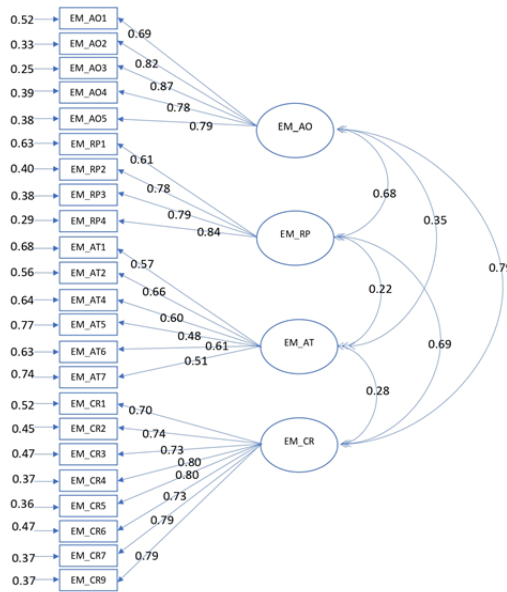 0.52 EM_AO1
0.69
0.33 EM_AO2
0.82
0.25 EM_AO3
0.87
0.39 EM_AO4
0.78
0.38 EM_AO5
0.79
EM_AO
0.63 EM_RP1
0.61
0.40 EM_RP2
0.78
0.38 EM_RP3
0.79
0.29 EM_RP4
0.84
EM_RP
0.68
0.35
0.68 EM_AT1
0.57
0.56 EM_AT2
0.66
0.64 EM_AT4
0.60
0.77 EM_AT5
0.48
0.63 EM_AT6
0.61
0.74 EM_AT7
0.51
EM_AT
0.22
0.69
0.28
0.52 EM_CR1
0.70
0.45 EM_CR2
0.74
0.47 EM_CR3
0.73
0.37 EM_CR4
0.80
0.36 EM_CR5
0.80
0.47 EM_CR6
0.73
0.37 EM_CR7
0.79
0.37 EM_CR9
0.79
EM_CR